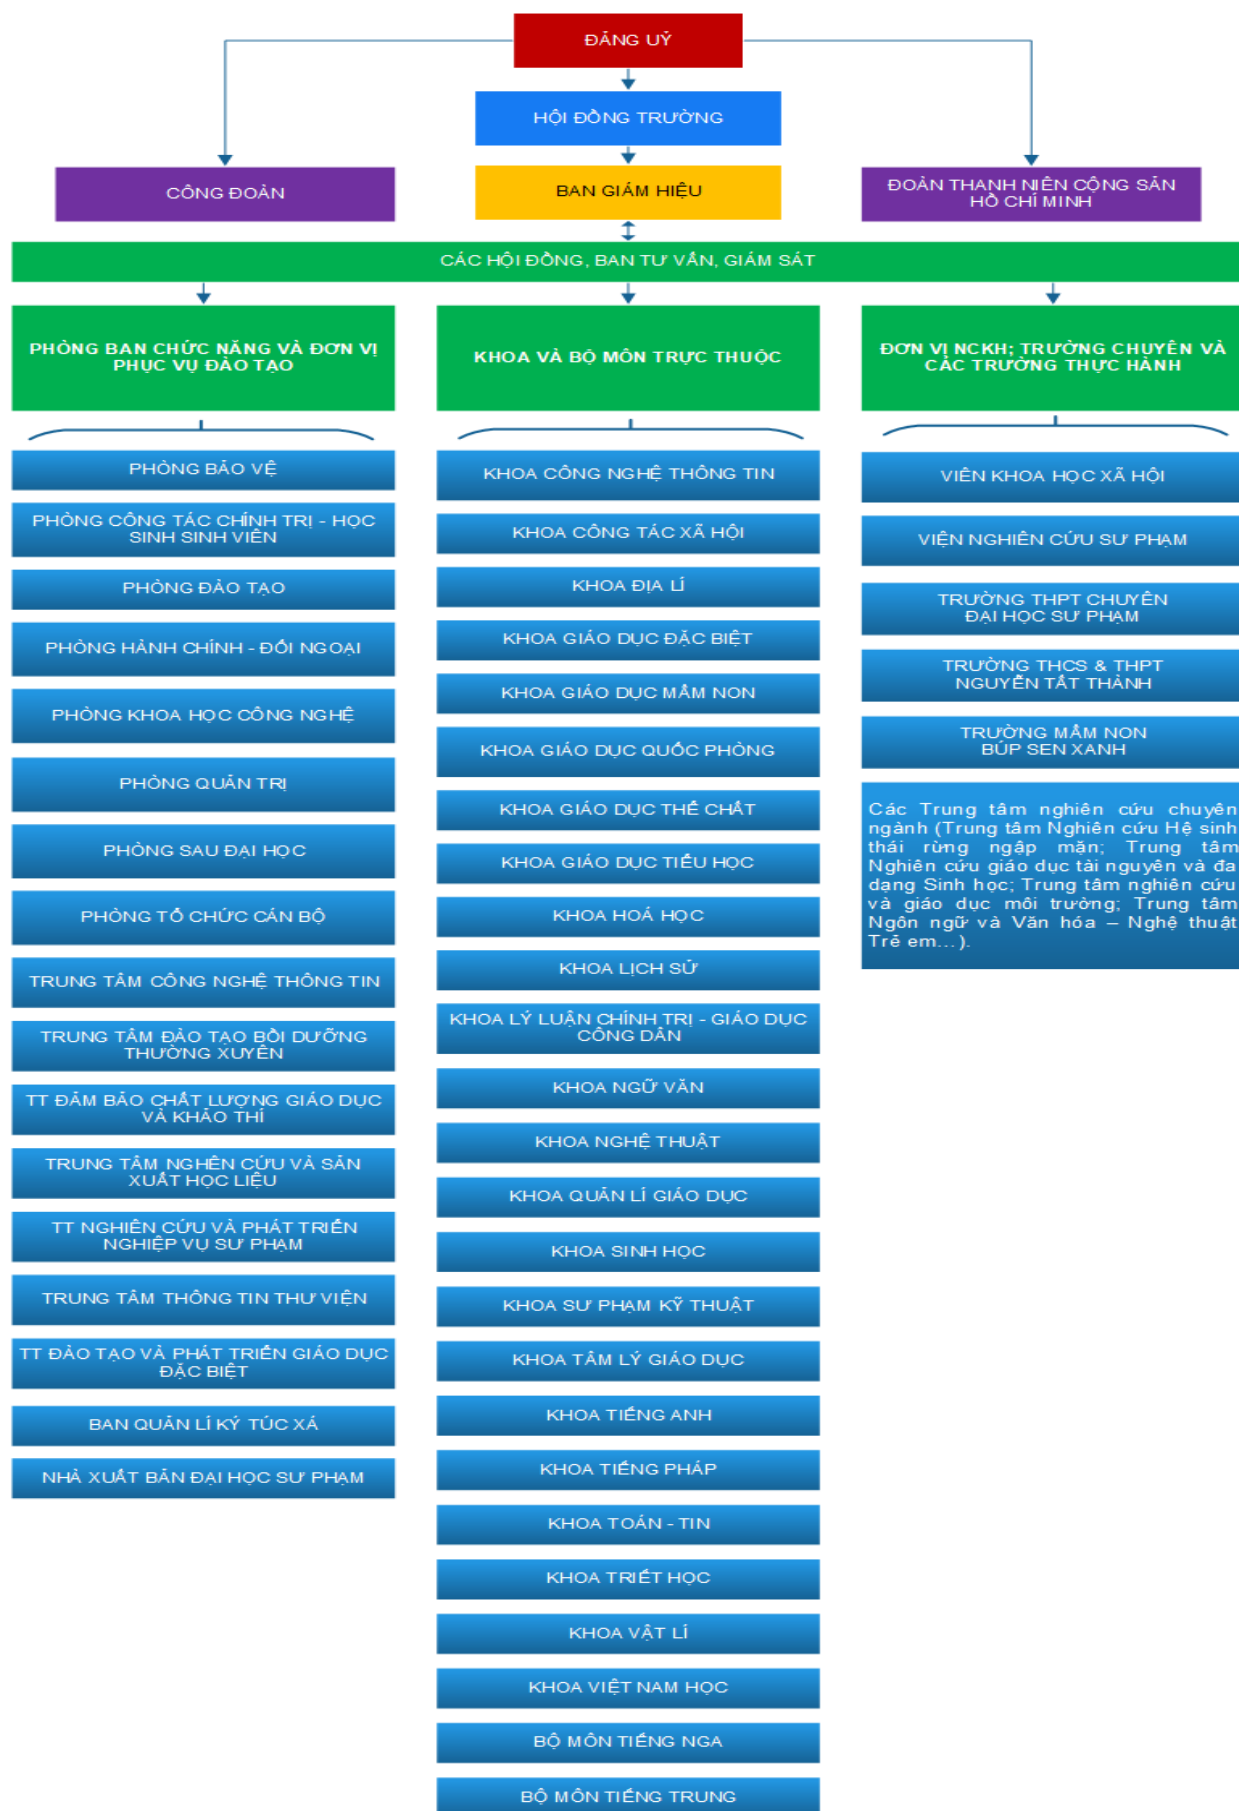 ĐẢNG UỶ
HỘI ĐỒNG TRƯỜNG
CÔNG ĐOÀN
BAN GIÁM HIỆU
ĐOÀN THANH NIÊN CỘNG SẢN
HỒ CHÍ MINH
CÁC HỘI ĐỒNG, BAN TƯ VẤN, GIÁM SÁT
PHÒNG BAN CHỨC NĂNG VÀ ĐƠN VỊ
PHỤC VỤ ĐÀO TẠO
PHÒNG BẢO VỆ
PHÒNG CÔNG TÁC CHÍNH TRỊ - HỌC
SINH SINH VIÊN
PHÒNG ĐÀO TẠO
PHÒNG HÀNH CHÍNH - ĐỐI NGOẠI
PHÒNG KHOA HỌC CÔNG NGHỆ
PHÒNG QUẢN TRỊ
PHÒNG SAU ĐẠI HỌC
PHÒNG TỔ CHỨC CÁN BỘ
TRUNG TÂM CÔNG NGHỆ THÔNG TIN
TRUNG TÂM ĐÀO TẠO BỒI DƯỠNG
THƯỜNG XUYÊN
TT ĐẢM BẢO CHẤT LƯỢNG GIÁO DỤC
VÀ KHẢO THÍ
TRUNG TÂM NGHÊN CỨU VÀ SẢN
XUẤT HỌC LIỆU
TT NGHIÊN CỨU VÀ PHÁT TRIỂN
NGHIỆP VỤ SƯ PHẠM
TRUNG TÂM THÔNG TIN THƯ VIỆN
TT ĐẢO TẠO VÀ PHÁT TRIỂN GIÁO DỤC
ĐẶC BIỆT
BAN QUẢN LÍ KÝ TÚC XÁ
NHÀ XUẤT BẢN ĐẠI HỌC SƯ PHẠM
KHOA VÀ BỘ MÔN TRỰC THUỘC
KHOA CÔNG NGHỆ THÔNG TIN
KHOA CÔNG TÁC XÃ HỘI
KHOA ĐỊA LÍ
KHOA GIÁO DỤC ĐẶC BIỆT
KHOA GIÁO DỤC MẦM NON
KHOA GIÁO DỤC QUỐC PHÒNG
KHOA GIÁO DỤC THỂ CHẤT
KHOA GIÁO DỤC TIỂU HỌC
KHOA HOÁ HỌC
KHOA LỊCH SỬ
KHOA LÝ LUẬN CHÍNH TRỊ - GIÁO DỤC
CÔNG DÂN
KHOA NGỮ VĂN
KHOA NGHỆ THUẬT
KHOA QUẢN LÍ GIÁO DỤC
KHOA SINH HỌC
KHOA SƯ PHẠM KỸ THUẬT
KHOA TÂM LÝ GIÁO DỤC
KHOA TIẾNG ANH
KHOA TIẾNG PHÁP
KHOA TOÁN - TIN
KHOA TRIẾT HỌC
KHOA VẬT LÍ
KHOA VIỆT NAM HỌC
BỘ MÔN TIẾNG NGA
BỘ MÔN TIẾNG TRUNG
ĐƠN VỊ NCKH; TRƯỜNG CHUYÊN VÀ
CÁC TRƯỜNG THỰC HÀNH
VIÊN KHOA HỌC XÃ HỘI
VIỆN NGHIÊN CỨU SƯ PHẠM
TRƯỜNG THPT CHUYÊN
ĐẠI HỌC SƯ PHẠM
TRƯỜNG THCS & THPT
NGUYỄN TẤT THÀNH
TRƯỜNG MẦM NON
BÚP SEN XANH
Các Trung tâm nghiên cứu chuyên
ngành (Trung tâm Nghiên cứu Hệ sinh
thái rừng ngập mặn; Trung tâm
Nghiên cứu giáo dục tài nguyên và đa
dạng Sinh học; Trung tâm nghiên cứu
và giáo dục môi trường; Trung tâm
Ngôn ngữ và Văn hóa – Nghệ thuật
Trẻ em...).